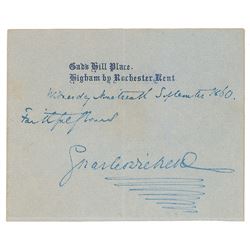 Gad's Hill Place.
Higham by Rochester, Kent
Wednesday Nineteenth September 1860.
Faithfully Yours
Charles Dickens